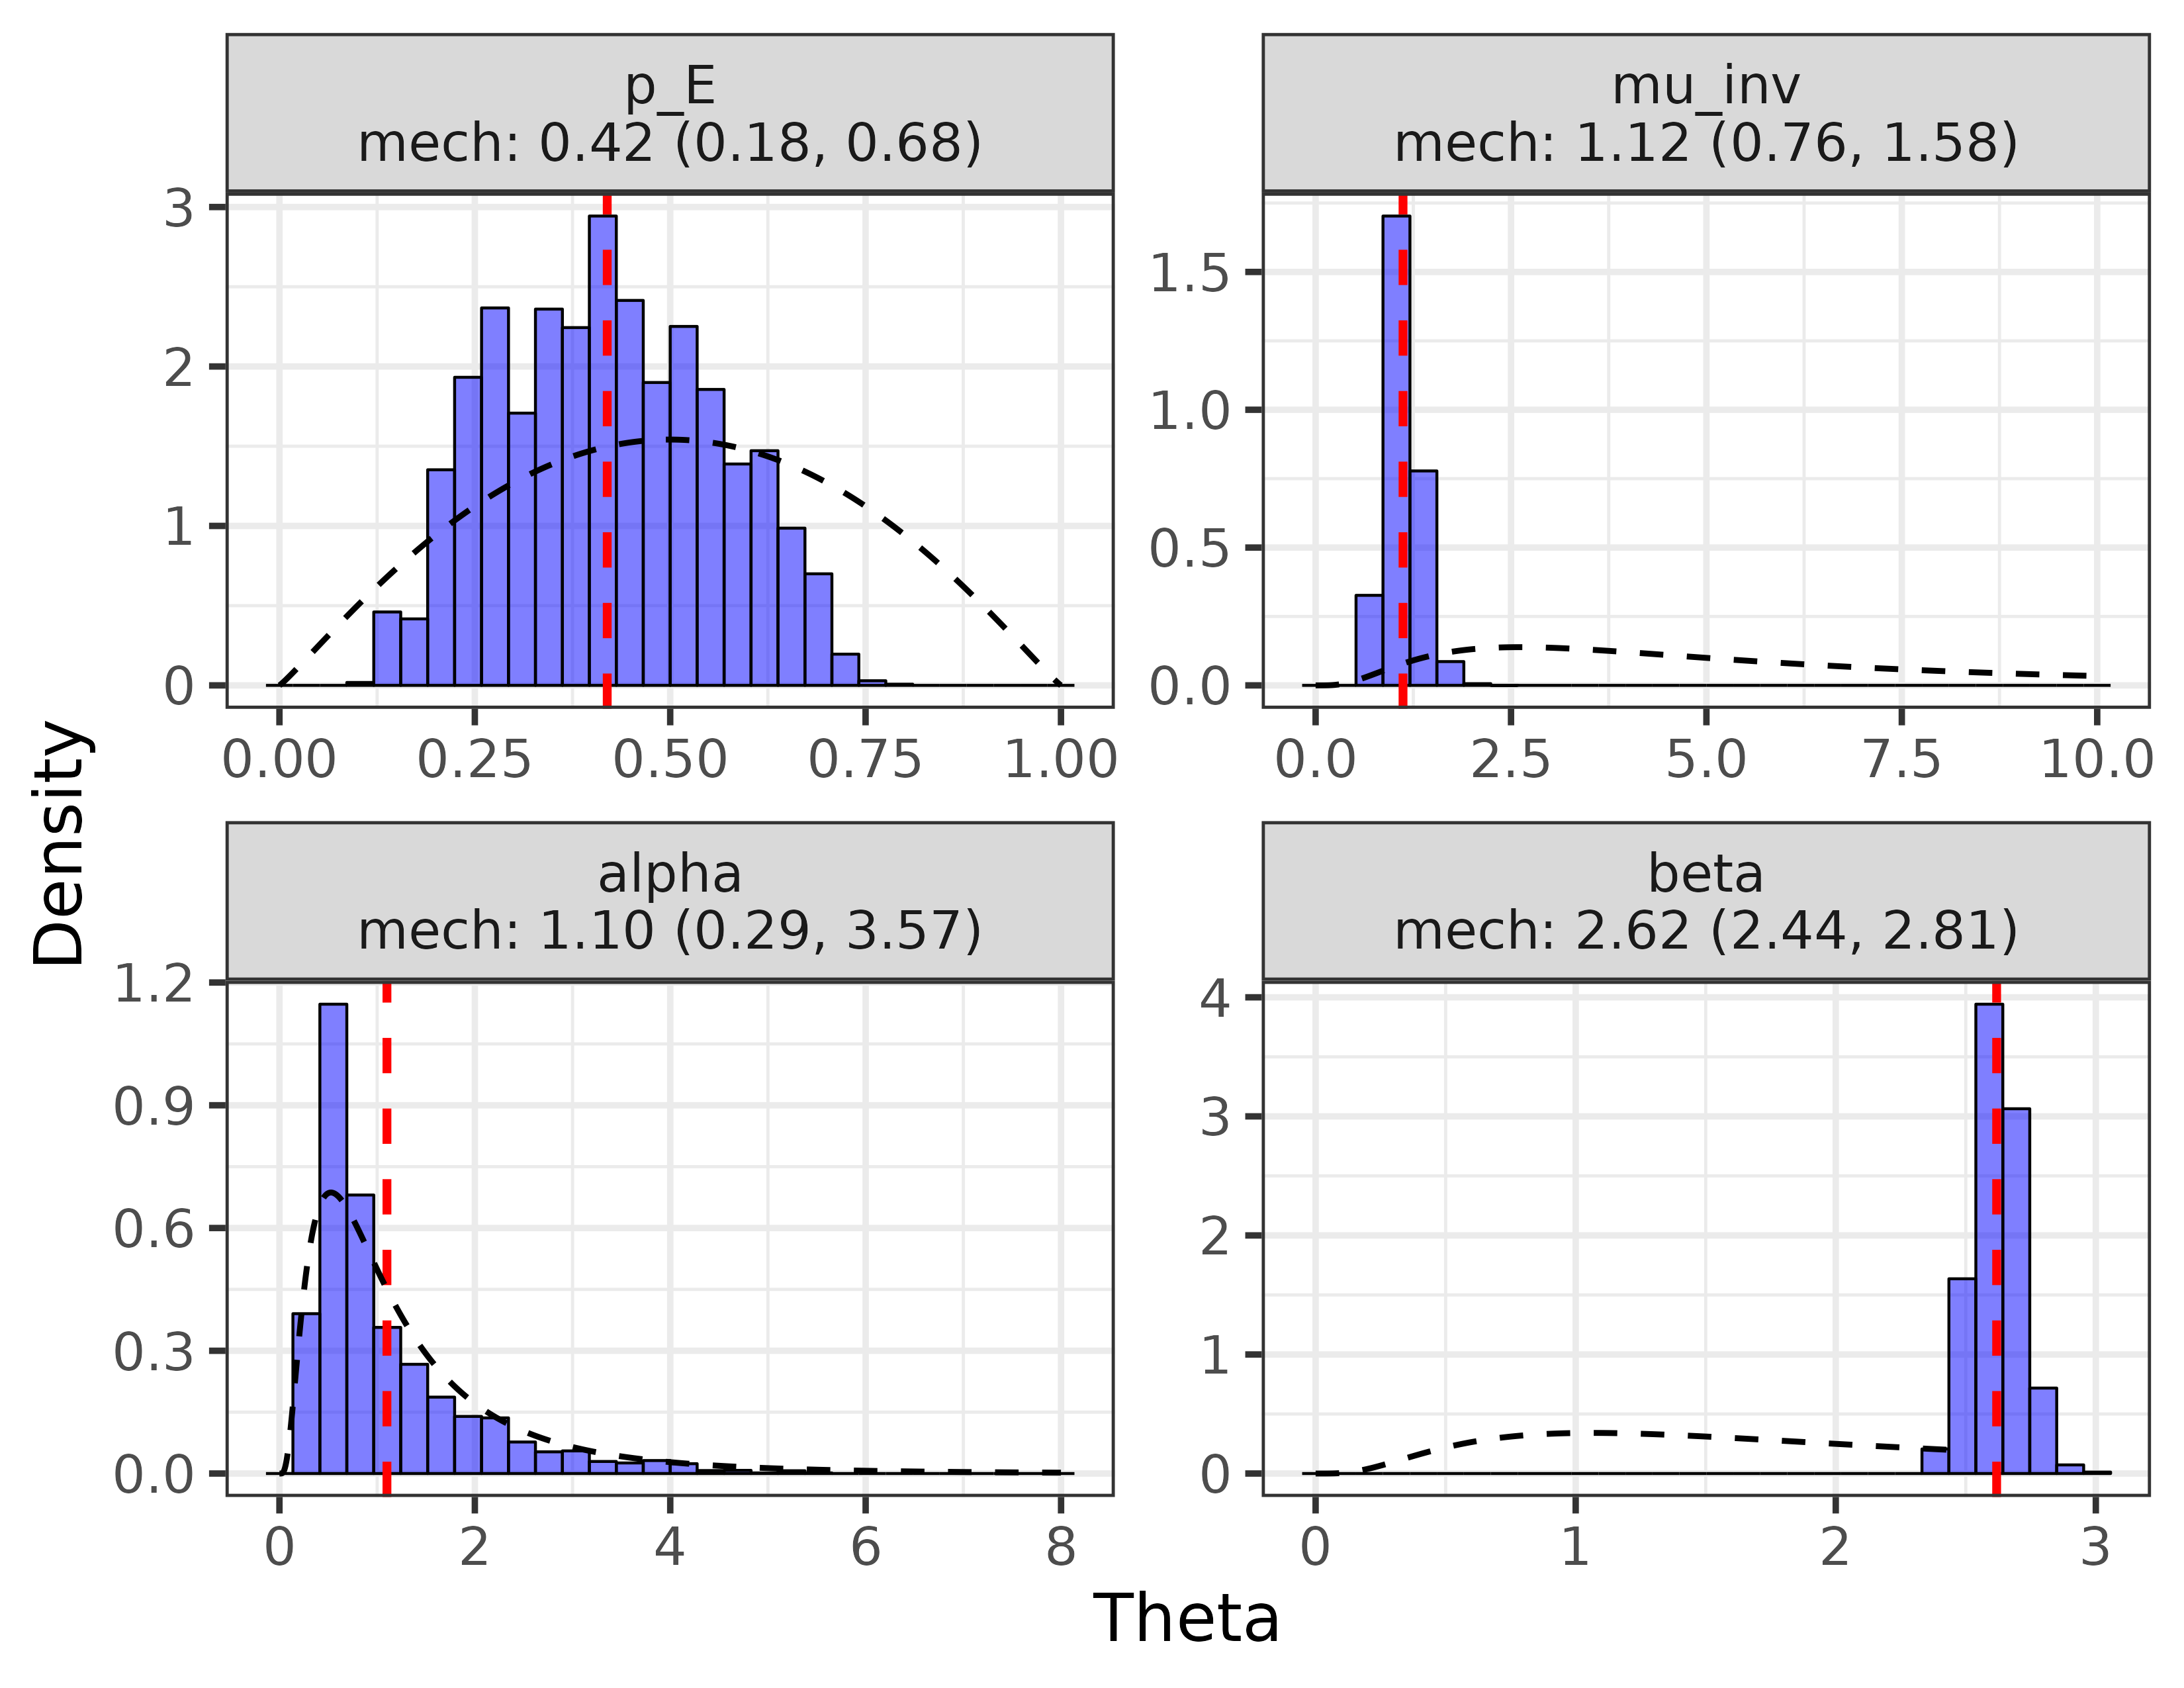 p_E
mech: 0.42 (0.18, 0.68)
mu_inv
mech: 1.12 (0.76, 1.58)
3
2
1
0
0.00 0.25 0.50 0.75 1.00
1.5
1.0
0.5
0.0
0.0 2.5 5.0 7.5 10.0
Density
alpha
mech: 1.10 (0.29, 3.57)
beta
mech: 2.62 (2.44, 2.81)
1.2
0.9
0.6
0.3
0.0
0 2 4 6 8
4
3
2
1
0
0 1 2 3
Theta